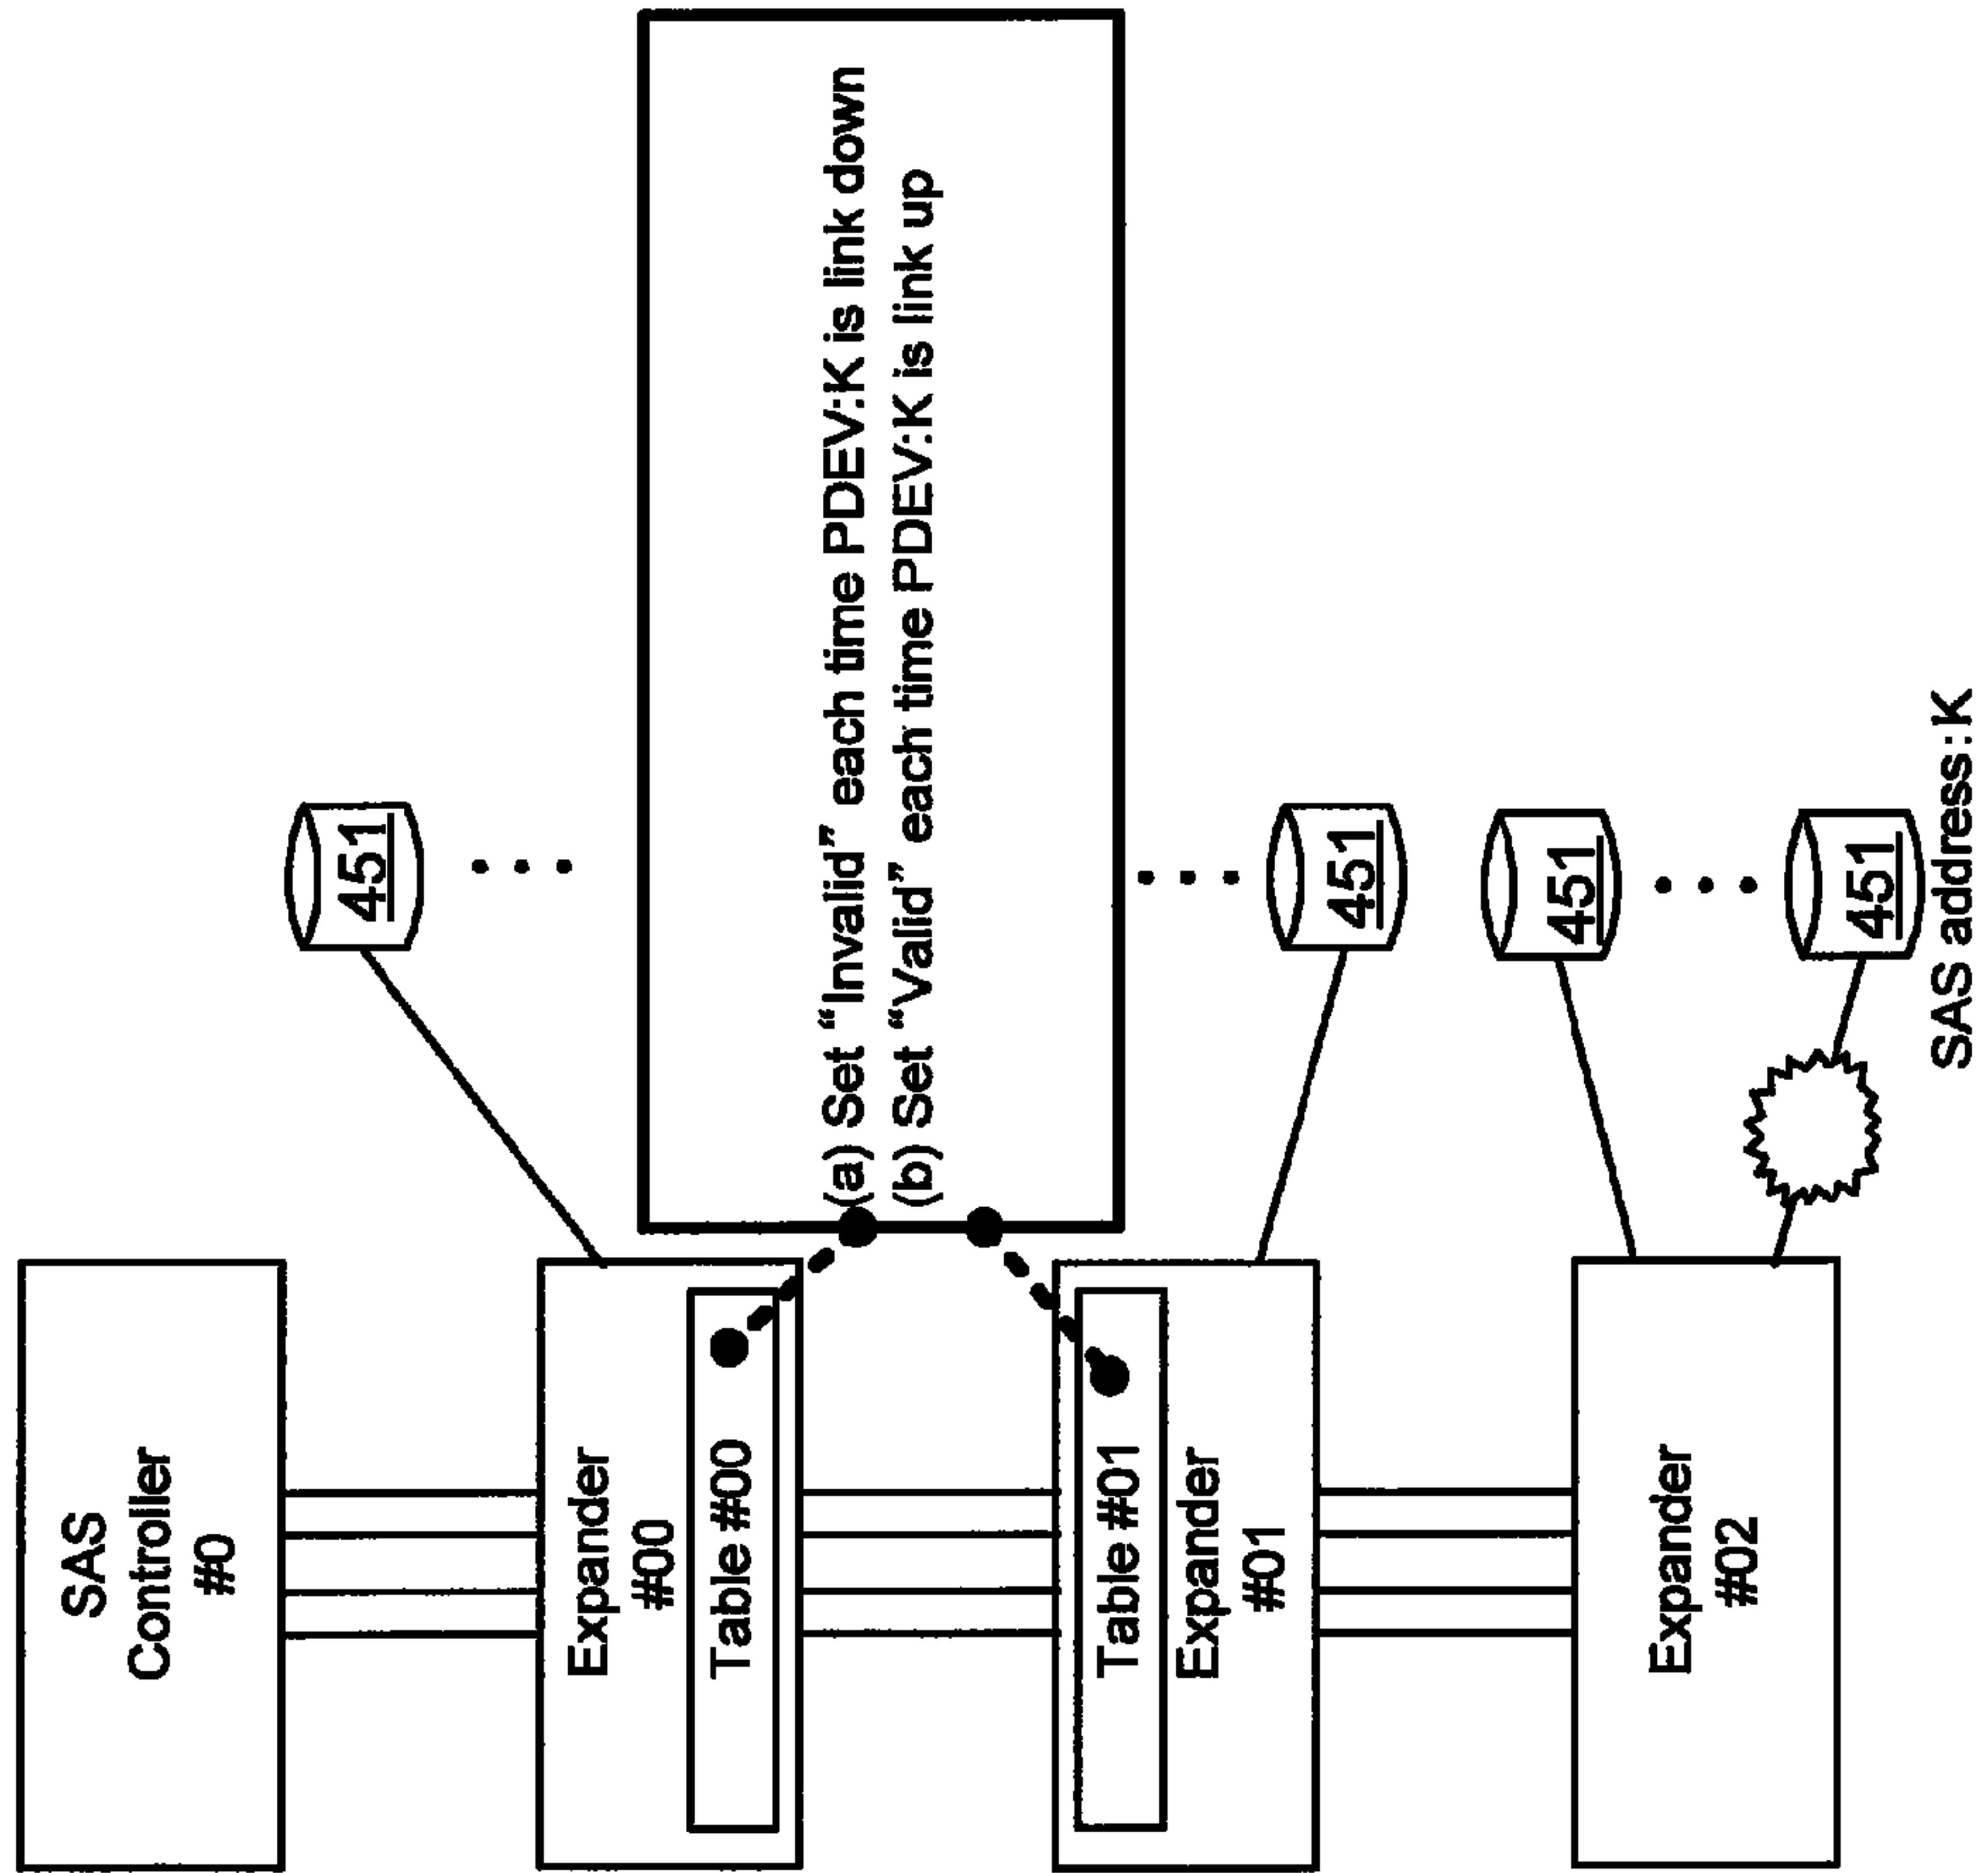 SAS
Controller
#0
451
Expander
#00
Table #00
(a) Set “Invalid” each time PDEV:K is link down
(b) Set “Valid” each time PDEV:K is link up
Table #01
Expander
#01
451
451
Expander
#02
451
SAS address:K